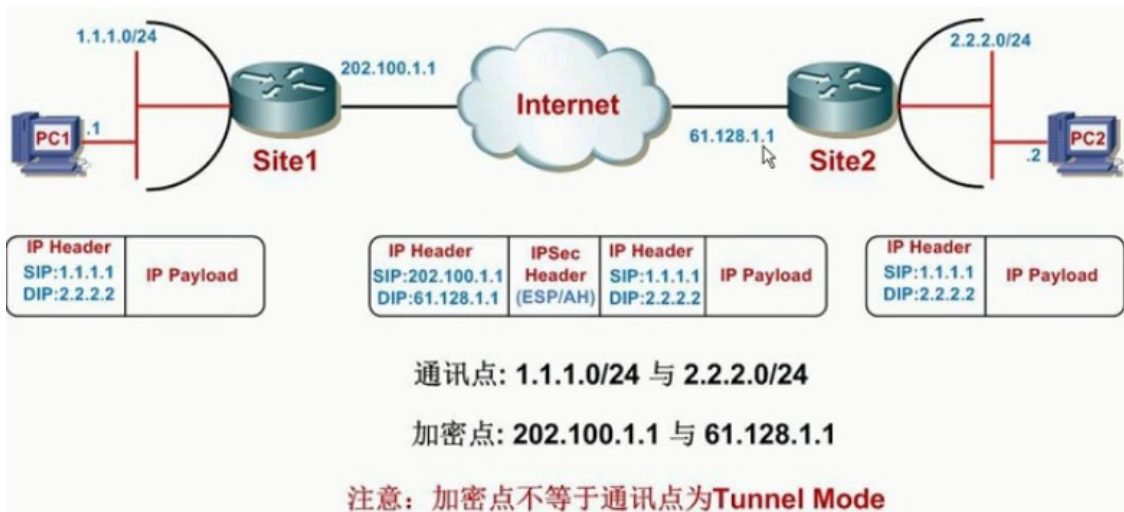 1.1.1.0/24
2.2.2.0/24
202.100.1.1
Internet
61.128.1.1
PC1
.1
Site1
Site2
.2
PC2
IP Header
SIP:1.1.1.1
DIP:2.2.2.2
IP Payload
IP Header
SIP:202.100.1.1
DIP:61.128.1.1
IPSec
Header
(ESP/AH)
IP Header
SIP:1.1.1.1
DIP:2.2.2.2
IP Payload
IP Header
SIP:1.1.1.1
DIP:2.2.2.2
IP Payload
通讯点: 1.1.1.0/24 与 2.2.2.0/24
加密点: 202.100.1.1 与 61.128.1.1
注意：加密点不等于通讯点为Tunnel Mode